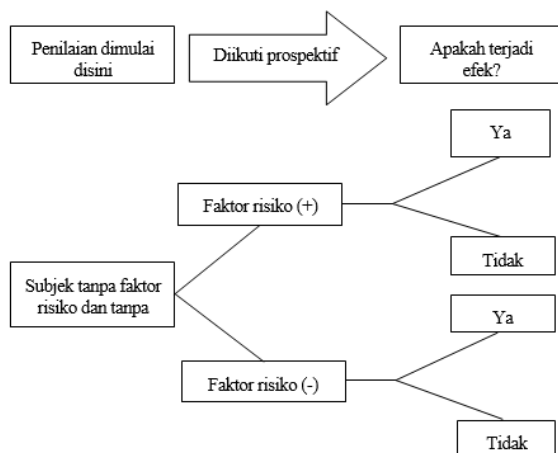 Penilaian dimulai
disini
Diikuti prospektif
Apakah terjadi
efek?
Ya
Faktor risiko (+)
Tidak
Subjek tanpa faktor
risiko dan tanpa
Ya
Faktor risiko (-)
Tidak